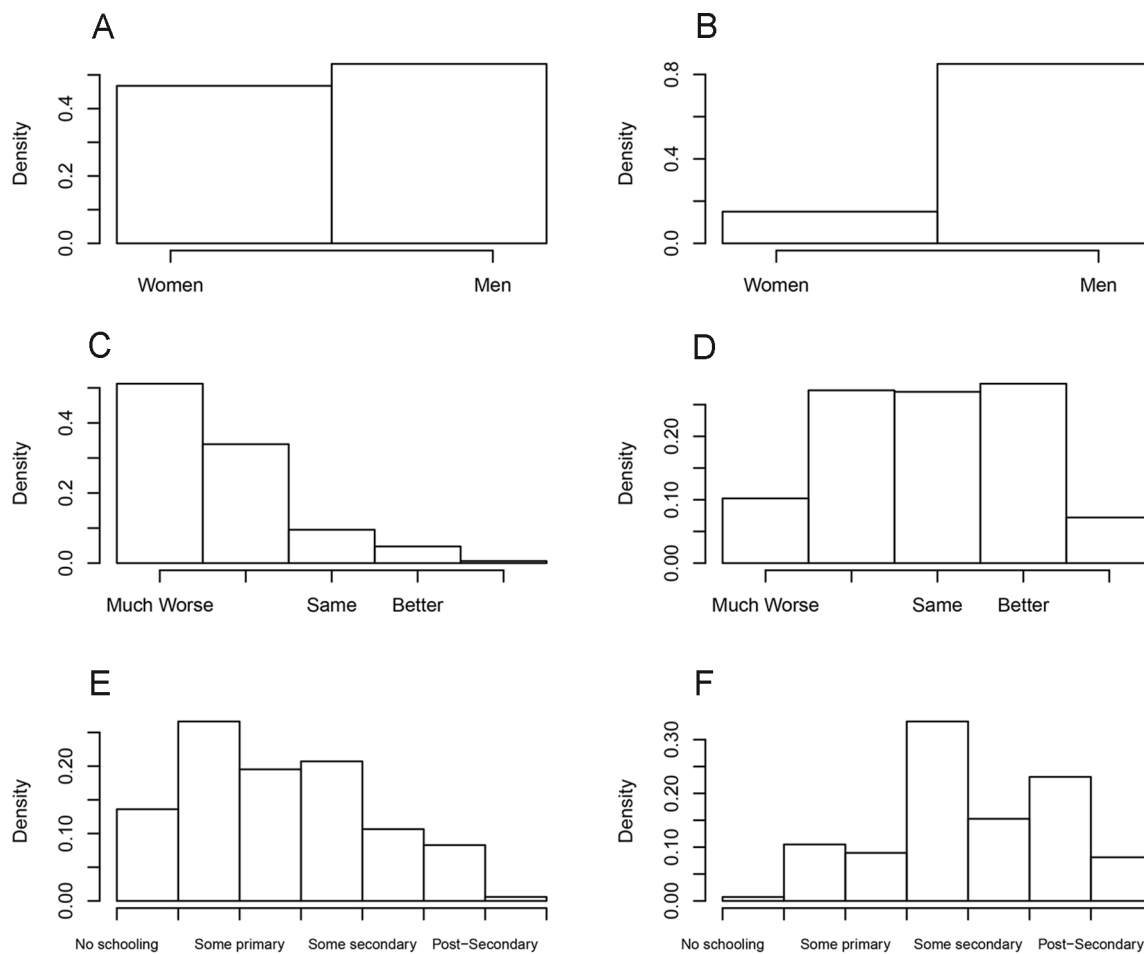 A
Density
0.0 0.2 0.4
Women Men
B
Density
0.0 0.4 0.8
Women Men
C
Density
0.0 0.2 0.4
Much Worse Same Better
D
Density
0.00 0.10 0.20
Much Worse Same Better
E
Density
0.00 0.10 0.20
No schooling Some primary Some secondary Post-Secondary
F
Density
0.00 0.10 0.20 0.30
No schooling Some primary Some secondary Post-Secondary